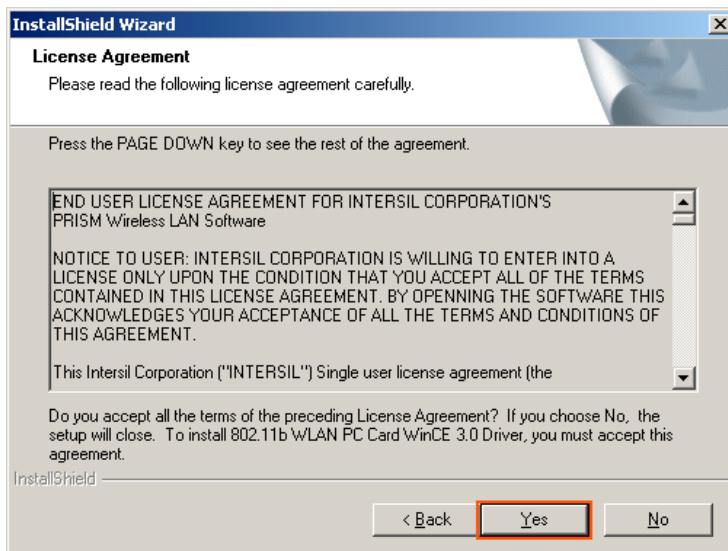 InstallShield Wizard
License Agreement
Please read the following license agreement carefully.
Press the PAGE DOWN key to see the rest of the agreement.
END USER LICENSE AGREEMENT FOR INTERSIL CORPORATION'S
PRISM Wireless LAN Software
NOTICE TO USER: INTERSIL CORPORATION IS WILLING TO ENTER INTO A
LICENSE ONLY UPON THE CONDITION THAT YOU ACCEPT ALL OF THE TERMS
CONTAINED IN THIS LICENSE AGREEMENT. BY OPENNING THE SOFTWARE THIS
ACKNOWLEDGES YOUR ACCEPTANCE OF ALL THE TERMS AND CONDITIONS OF
THIS AGREEMENT.
This Intersil Corporation ("INTERSIL") Single user license agreement (the
Do you accept all the terms of the preceding License Agreement? If you choose No, the
setup will close. To install 802.11b WLAN PC Card WinCE 3.0 Driver, you must accept this
agreement.
InstallShield
< Back Yes No